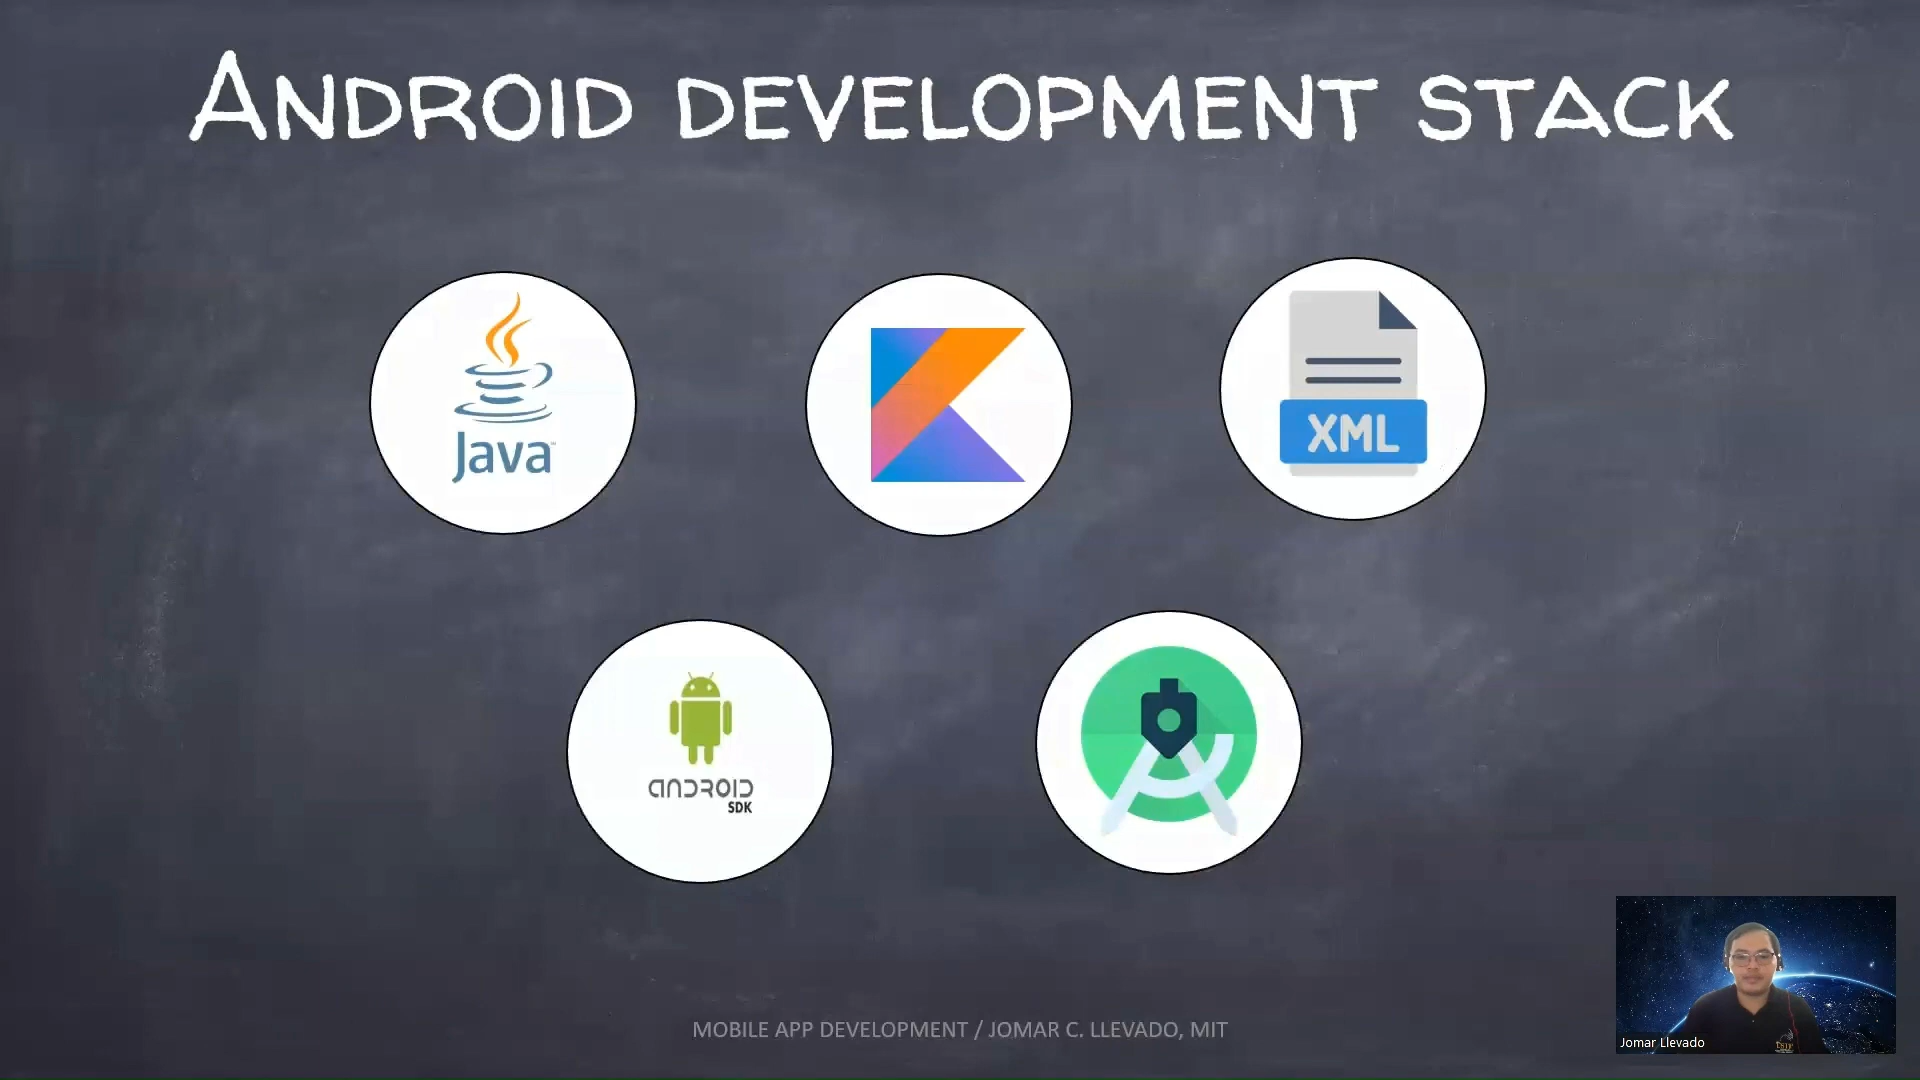 ANDROID DEVELOPMENT STACK
Java
XML
ANDROID
SDK
MOBILE APP DEVELOPMENT / JOMAR C. LLEVADO, MIT
Jomar Llevado